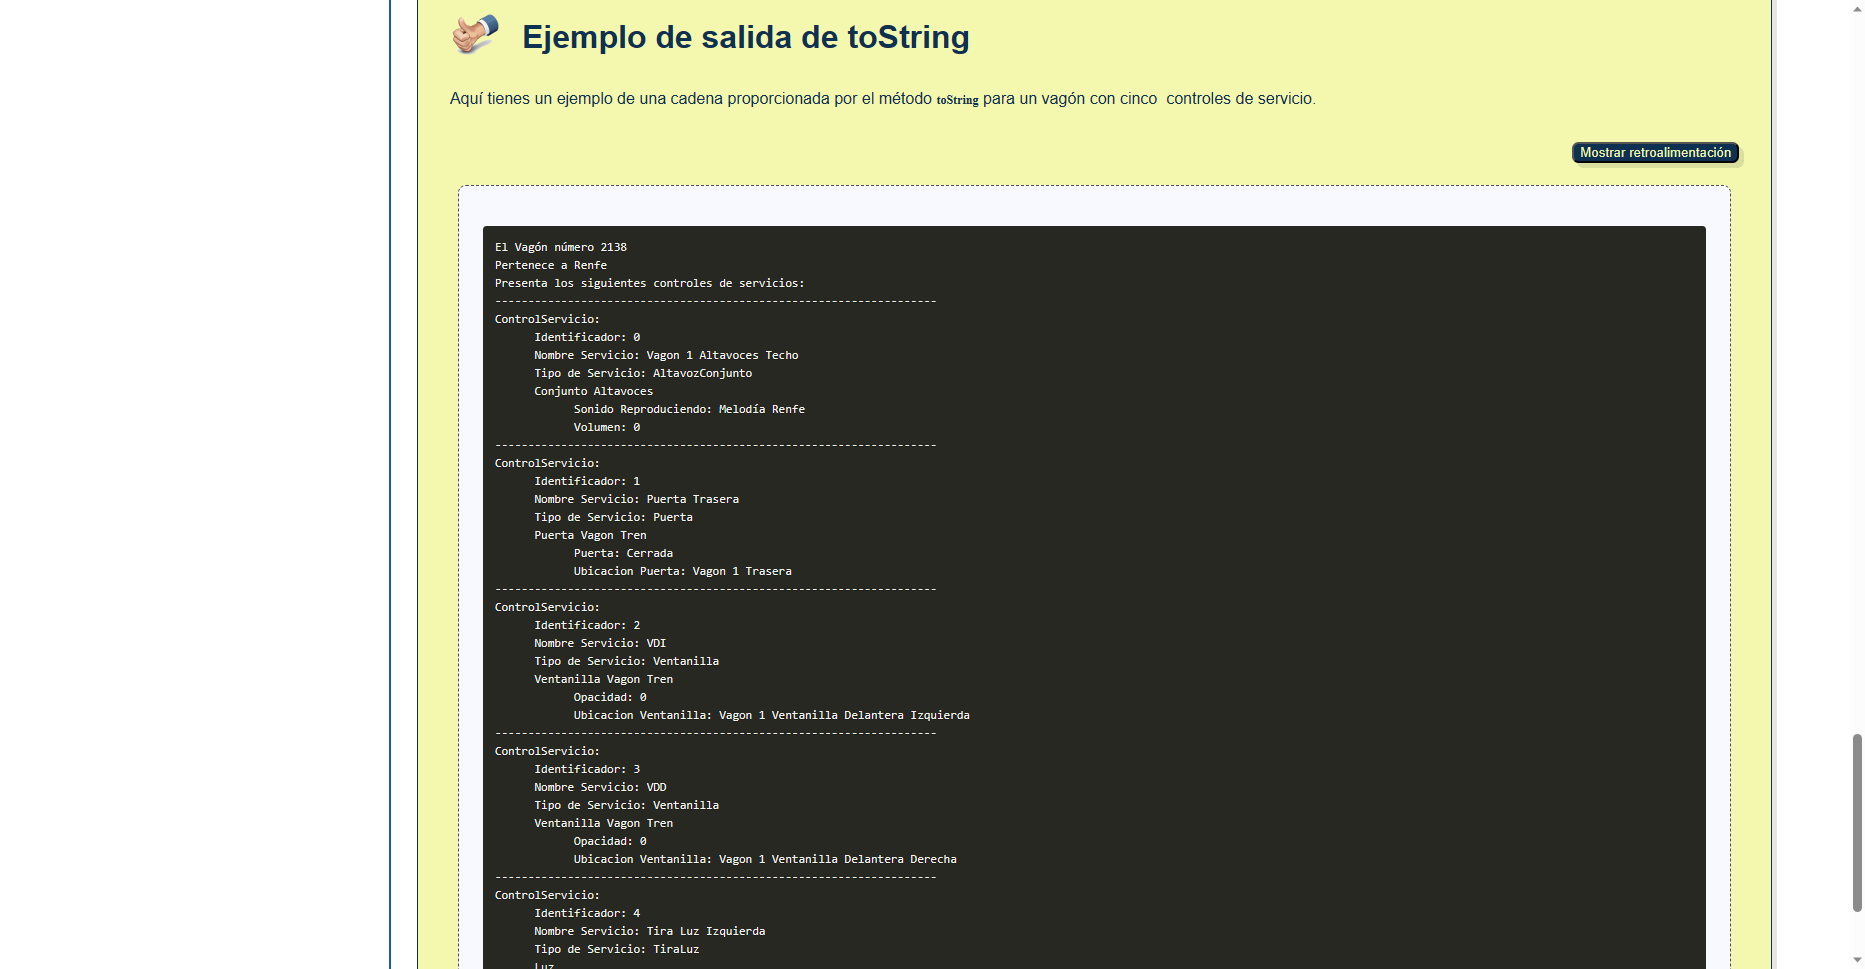 Ejemplo de salida de toString
Aquí tienes un ejemplo de una cadena proporcionada por el método toString para un vagón con cinco  controles de servicio.
Mostrar retroalimentación
El Vagón número 2138
Pertenece a Renfe
Presenta los siguientes controles de servicios:
-------------------------------------------------------------------
ControlServicio:
      Identificador: 0
      Nombre Servicio: Vagon 1 Altavoces Techo
      Tipo de Servicio: AltavozConjunto
      Conjunto Altavoces
            Sonido Reproduciendo: Melodía Renfe
            Volumen: 0
-------------------------------------------------------------------
ControlServicio:
      Identificador: 1
      Nombre Servicio: Puerta Trasera
      Tipo de Servicio: Puerta
      Puerta Vagon Tren
            Puerta: Cerrada
            Ubicacion Puerta: Vagon 1 Trasera
-------------------------------------------------------------------
ControlServicio:
      Identificador: 2
      Nombre Servicio: VDI
      Tipo de Servicio: Ventanilla
      Ventanilla Vagon Tren
            Opacidad: 0
            Ubicacion Ventanilla: Vagon 1 Ventanilla Delantera Izquierda
-------------------------------------------------------------------
ControlServicio:
      Identificador: 3
      Nombre Servicio: VDD
      Tipo de Servicio: Ventanilla
      Ventanilla Vagon Tren
            Opacidad: 0
            Ubicacion Ventanilla: Vagon 1 Ventanilla Delantera Derecha
-------------------------------------------------------------------
ControlServicio:
      Identificador: 4
      Nombre Servicio: Tira Luz Izquierda
      Tipo de Servicio: TiraLuz
      Luz